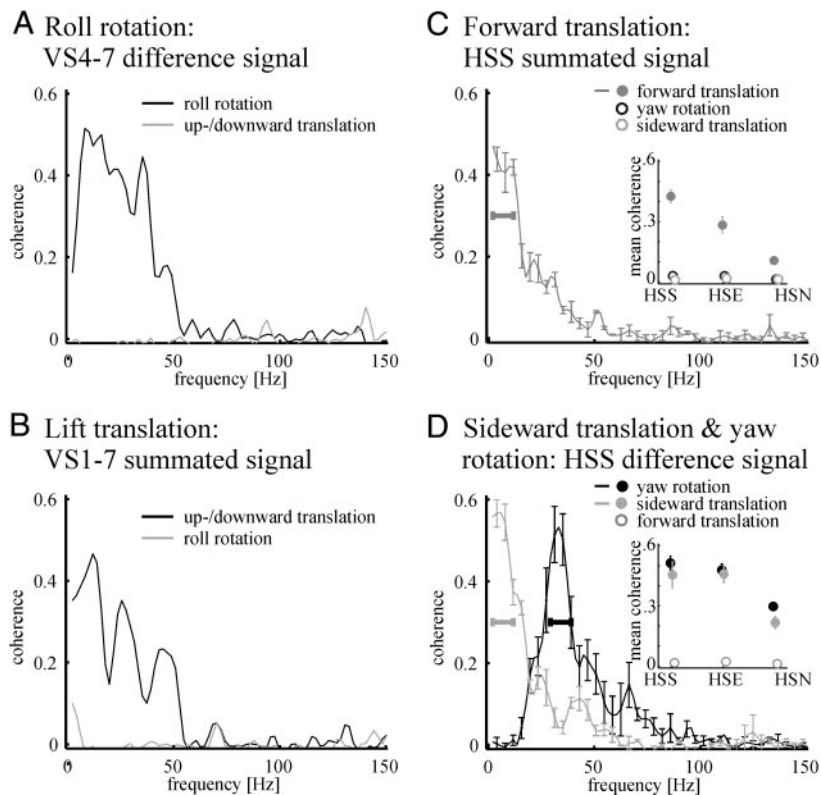 A Roll rotation:
VS4-7 difference signal
0.6
roll rotation
up-/downward translation
0.4
coherence
0.2
0
0 50 100 150
frequency [Hz]
B Lift translation:
VS1-7 summated signal
0.6
up-/downward translation
roll rotation
0.4
coherence
0.2
0
0 50 100 150
frequency [Hz]
C Forward translation:
HSS summated signal
0.6
forward translation
yaw rotation
sideward translation
0.4
coherence
0.2
0
0 50 100 150
frequency [Hz]
.6
mean coherence
.3
0
HSS HSE HSN
D Sideward translation & yaw
rotation: HSS difference signal
0.6
yaw rotation
sideward translation
forward translation
0.4
coherence
0.2
0
0 50 100 150
frequency [Hz]
.6
mean coherence
.3
0
HSS HSE HSN